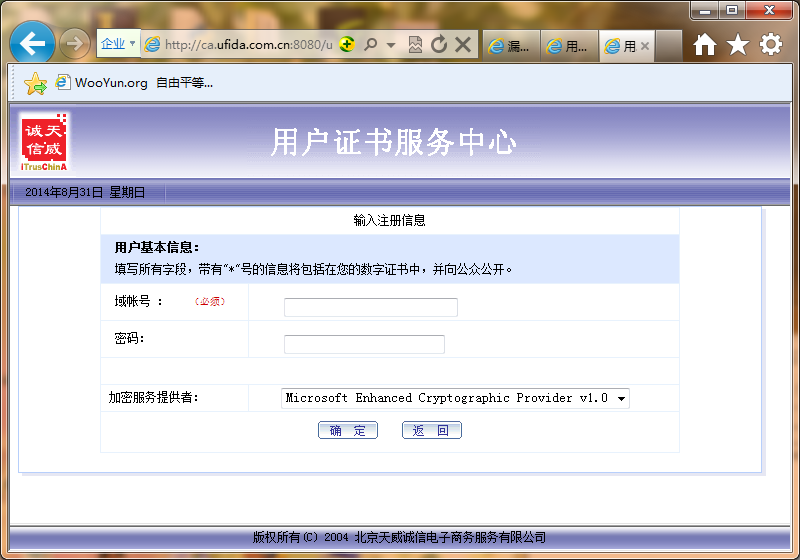 企业 http://ca.ufida.com.cn:8080/u 漏... 用... 用
WooYun.org 自由平等...
诚天
信威
iTrusChinA
用户证书服务中心
2014年8月31日 星期日
输入注册信息
用户基本信息:
填写所有字段,带有"*"号的信息将包括在您的数字证书中,并向公众公开。
域帐号 : (必须)
密码:
加密服务提供者: Microsoft Enhanced Cryptographic Provider v1.0
确 定 返 回
版权所有(C) 2004 北京天威诚信电子商务服务有限公司